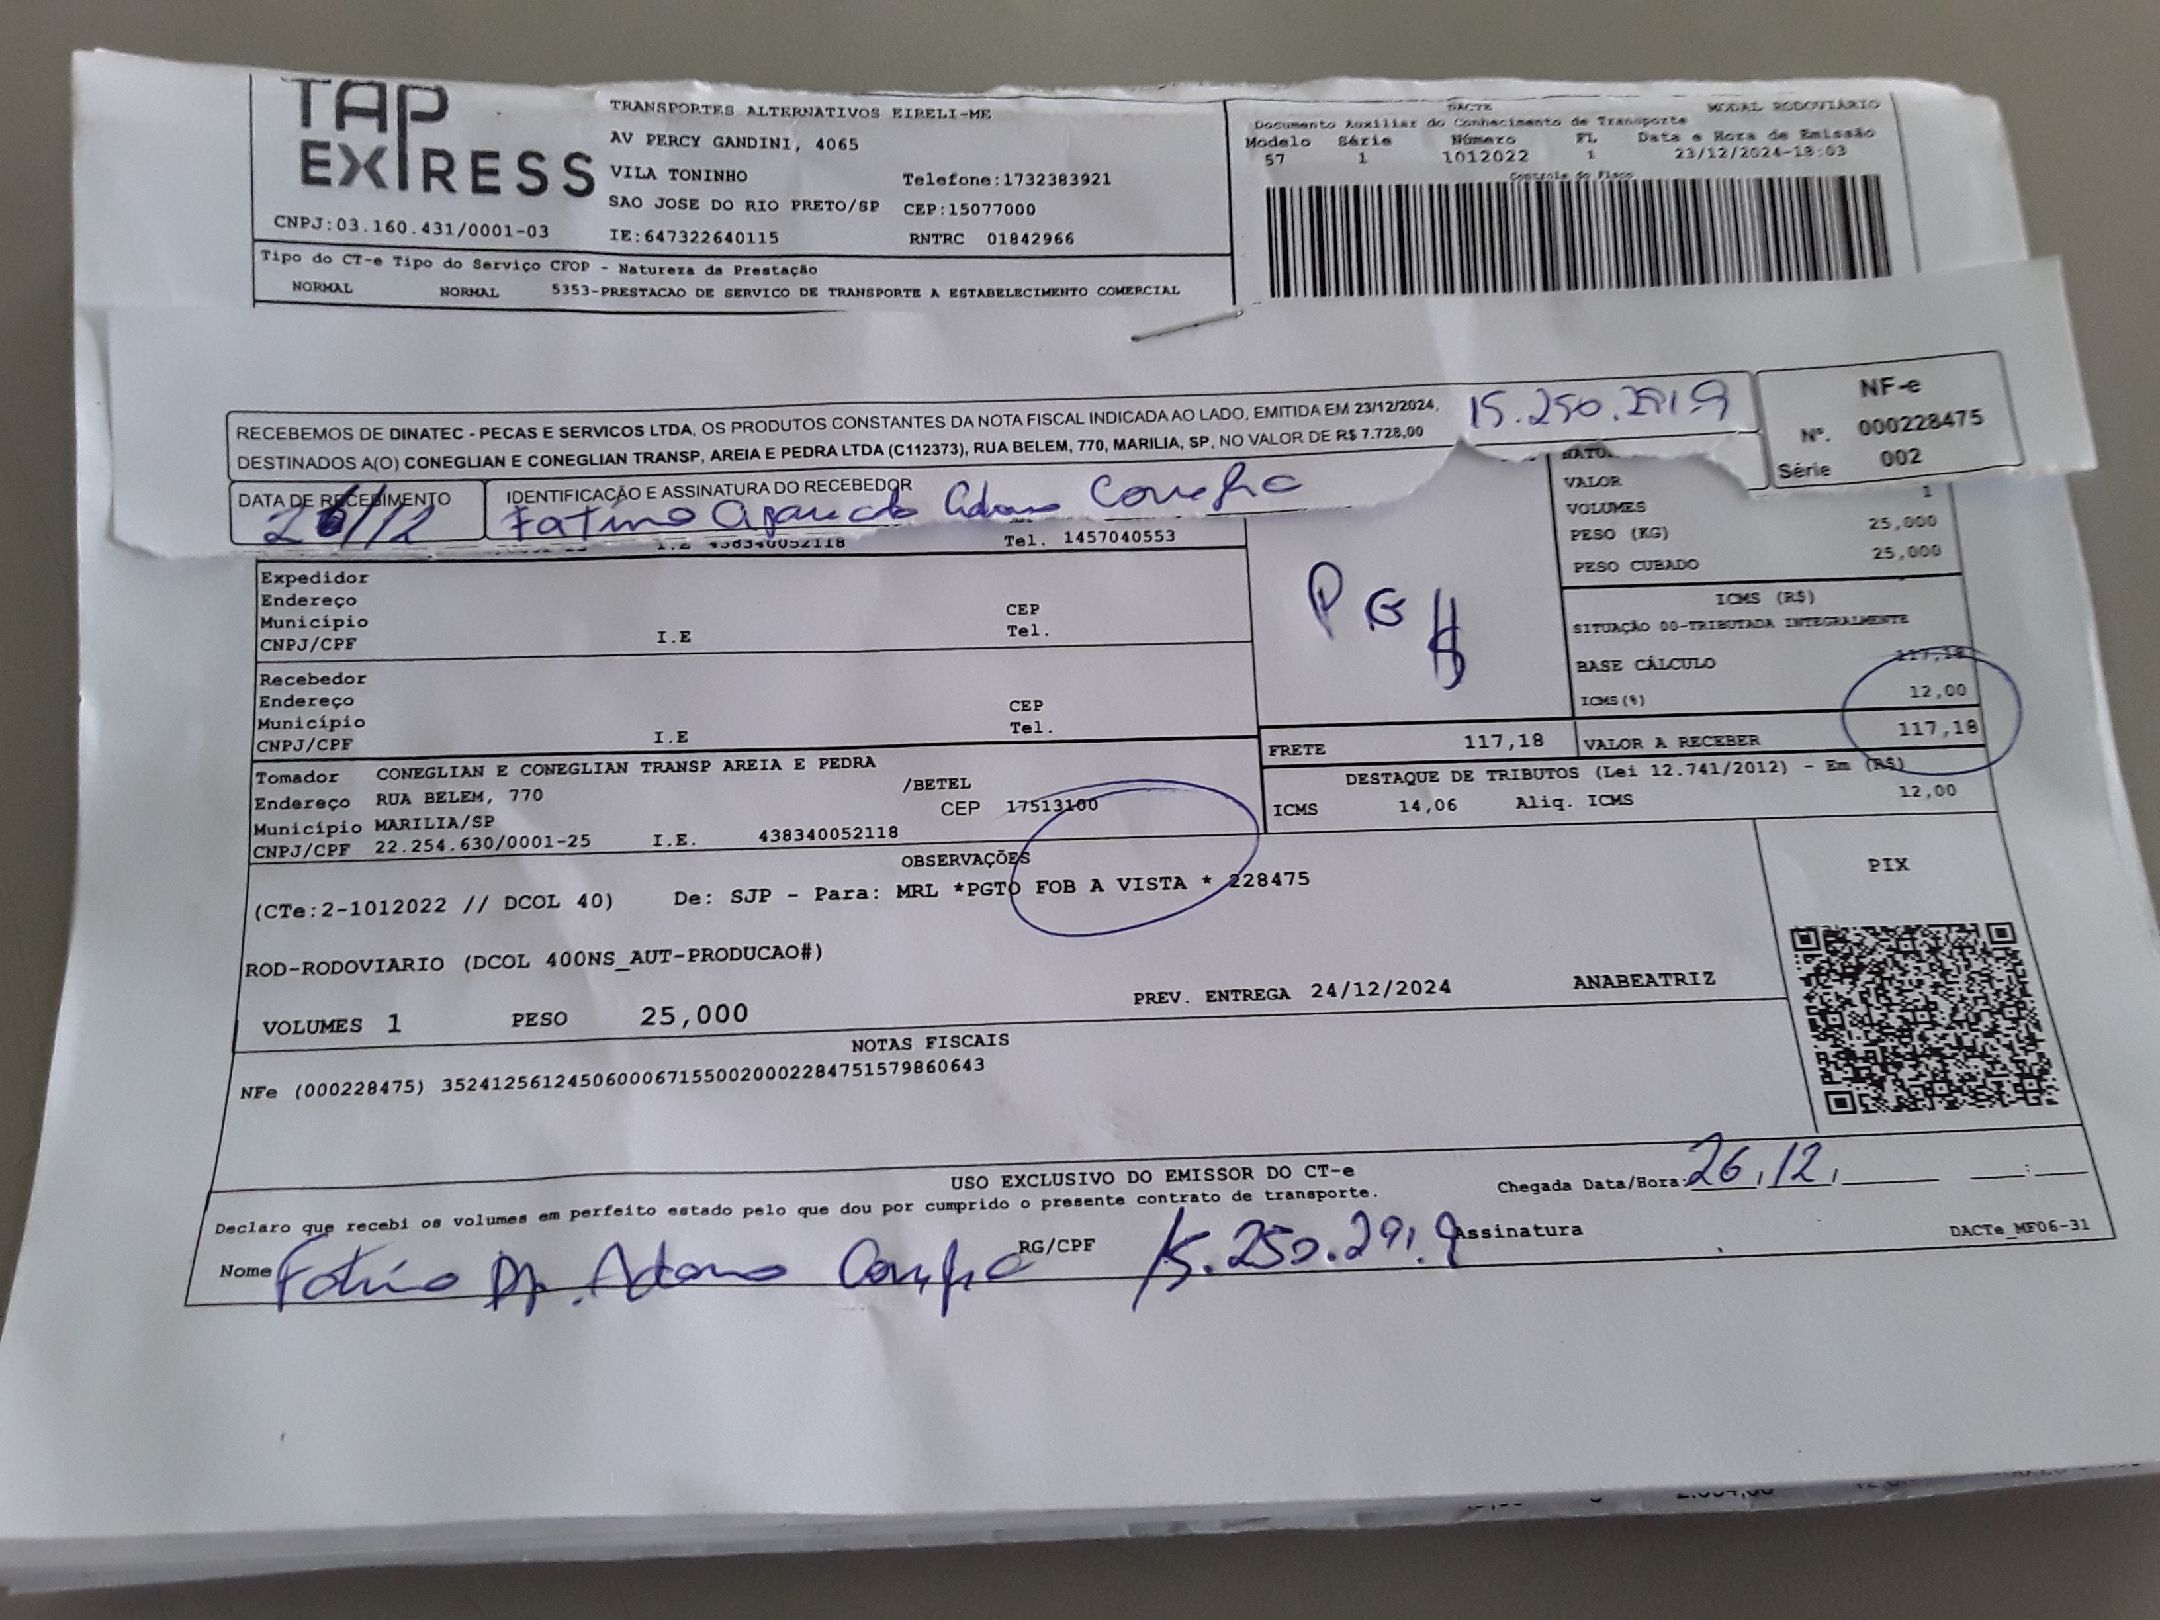 TAP
EXPRESS
CNPJ:03.160.431/0001-03
TRANSPORTES ALTERNATIVOS EIRELI-ME
AV PERCY GANDINI, 4065
VILA TONINHO Telefone:1732383921
SAO JOSE DO RIO PRETO/SP CEP:15077000
IE:647322640115 RNTRC 01842966
DACTE MODAL RODOVIÁRIO
Documento Auxiliar do Conhecimento de Transporte
Modelo Série Número FL Data e Hora de Emissão
57 1 1012022 1 23/12/2024-18:03
Controle do Fisco
Tipo do CT-e Tipo do Serviço CFOP - Natureza da Prestação
NORMAL NORMAL 5353-PRESTACAO DE SERVICO DE TRANSPORTE A ESTABELECIMENTO COMERCIAL
RECEBEMOS DE DINATEC - PECAS E SERVICOS LTDA, OS PRODUTOS CONSTANTES DA NOTA FISCAL INDICADA AO LADO, EMITIDA EM 23/12/2024,
DESTINADOS A(O) CONEGLIAN E CONEGLIAN TRANSP, AREIA E PEDRA LTDA (C112373), RUA BELEM, 770, MARILIA, SP, NO VALOR DE R$ 7.728,00
15.250.291.9
NF-e
Nº. 000228475
Série 002
DATA DE RECEBIMENTO
26/12
IDENTIFICAÇÃO E ASSINATURA DO RECEBEDOR
Fatima Aparecida Adamo
I.E 438340052118 Tel. 1457040553
VALOR
VOLUMES 1
PESO (KG) 25,000
PESO CUBADO 25,000
Expedidor
Endereço CEP
Município Tel.
CNPJ/CPF I.E
PG
ICMS (R$)
SITUAÇÃO 00-TRIBUTADA INTEGRALMENTE
BASE CÁLCULO 117,18
ICMS(%) 12,00
Recebedor
Endereço CEP
Município Tel.
CNPJ/CPF I.E
FRETE 117,18 VALOR A RECEBER 117,18
DESTAQUE DE TRIBUTOS (Lei 12.741/2012) - Em (R$)
ICMS 14,06 Aliq. ICMS 12,00
Tomador CONEGLIAN E CONEGLIAN TRANSP AREIA E PEDRA
Endereço RUA BELEM, 770 /BETEL
Município MARILIA/SP CEP 17513100
CNPJ/CPF 22.254.630/0001-25 I.E. 438340052118
OBSERVAÇÕES
(CTe:2-1012022 // DCOL 40) De: SJP - Para: MRL *PGTO FOB A VISTA * 228475
PIX
ROD-RODOVIARIO (DCOL 400NS_AUT-PRODUCAO#)
VOLUMES 1 PESO 25,000 PREV. ENTREGA 24/12/2024 ANABEATRIZ
NOTAS FISCAIS
NFe (000228475) 35241256124506000671550020002284751579860643
USO EXCLUSIVO DO EMISSOR DO CT-e
Declaro que recebi os volumes em perfeito estado pelo que dou por cumprido o presente contrato de transporte.
Chegada Data/Hora: 26,12,
Nome Fatima Ap. Adamo RG/CPF 15.250.291.9 Assinatura
DACTe_MF06-31